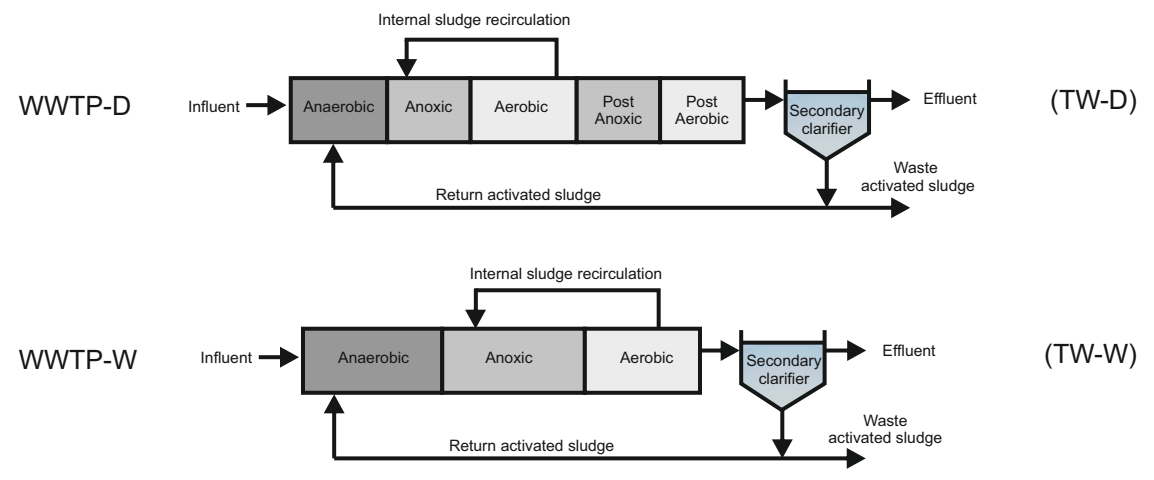 Internal sludge recirculation
WWTP-D
Influent
Anaerobic
Anoxic
Aerobic
Post
Anoxic
Post
Aerobic
Secondary
clarifier
Effluent
(TW-D)
Waste
activated sludge
Return activated sludge
Internal sludge recirculation
WWTP-W
Influent
Anaerobic
Anoxic
Aerobic
Secondary
clarifier
Effluent
(TW-W)
Waste
activated sludge
Return activated sludge